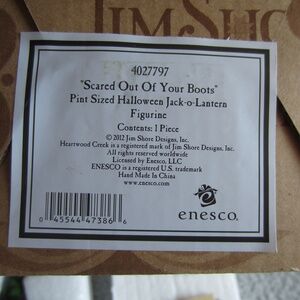 JIM SHO
4027797
"Scared Out Of Your Boots"
Pint Sized Halloween Jack-o-Lantern
Figurine
Contents: 1 Piece
© 2012 Jim Shore Designs, Inc.
Heartwood Creek is a registered mark of Jim Shore Designs, Inc.
All rights reserved worldwide
Licensed by Enesco, LLC
ENESCO is a registered U.S. trademark
Hand Made In China
www.enesco.com
enesco.
0 45544 47386 6